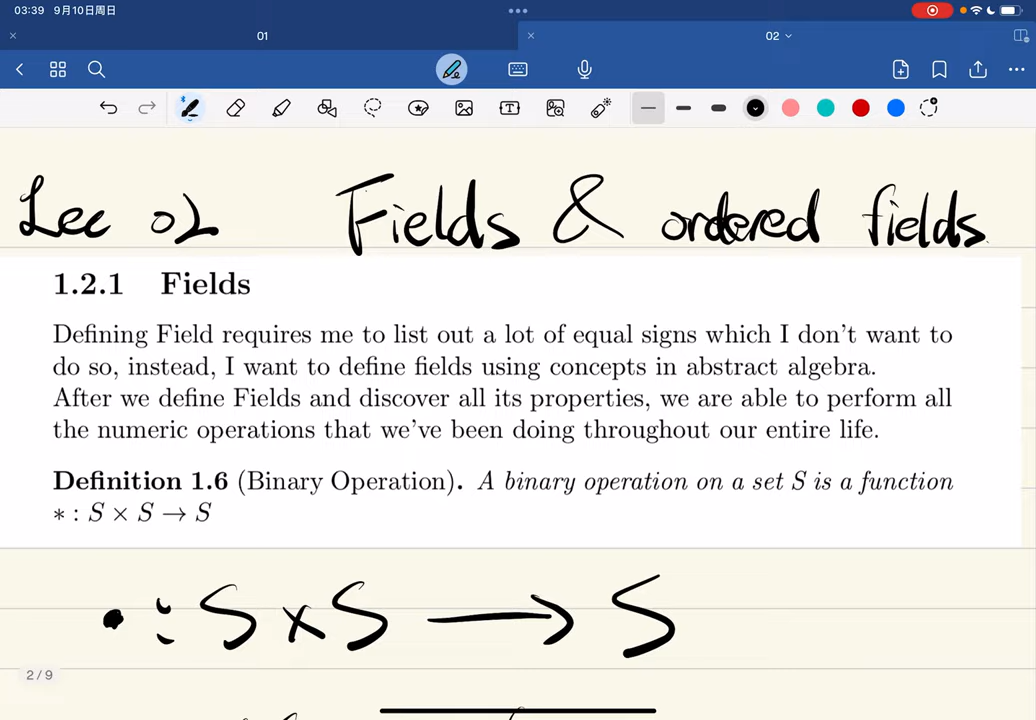 03:39 9月10日周日
01
02
Lec 02 Fields & ordered fields.
1.2.1 Fields
Defining Field requires me to list out a lot of equal signs which I don't want to
do so, instead, I want to define fields using concepts in abstract algebra.
After we define Fields and discover all its properties, we are able to perform all
the numeric operations that we've been doing throughout our entire life.
Definition 1.6 (Binary Operation). A binary operation on a set S is a function
∗ : S × S → S
• : S × S → S
2 / 9